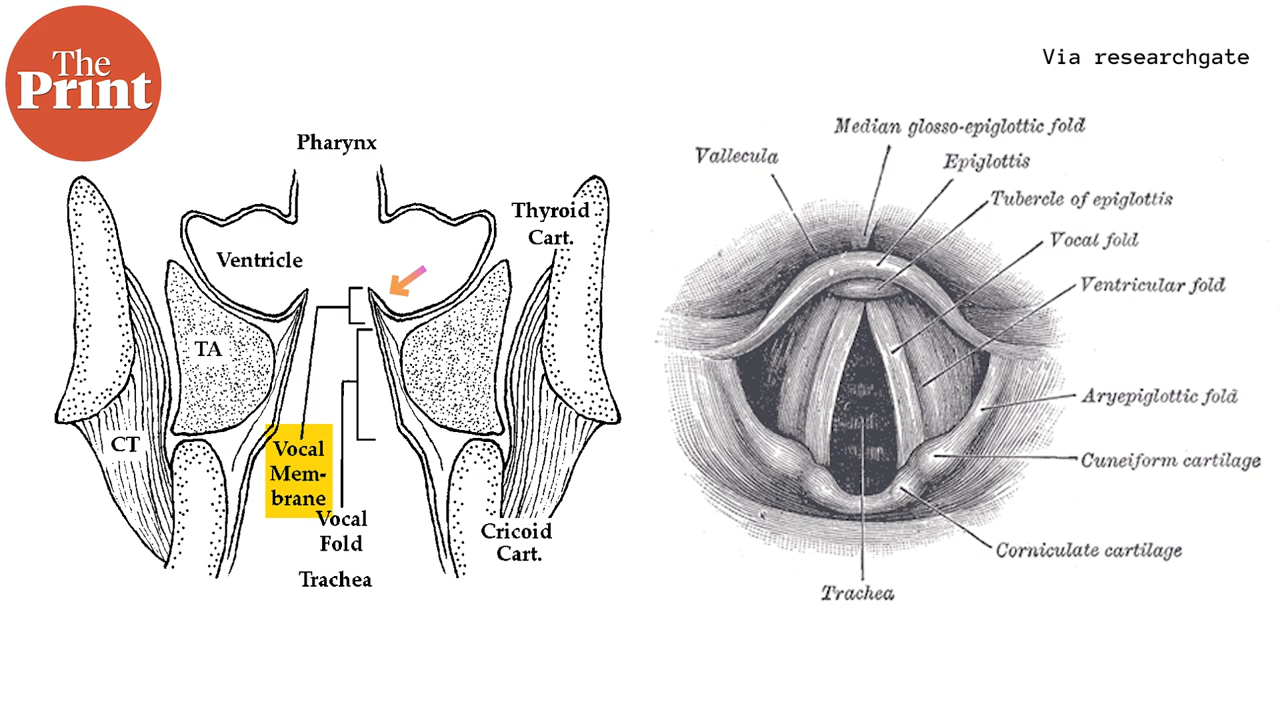 The
Print
Via researchgate
Pharynx
Thyroid
Cart.
Ventricle
TA
CT
Vocal
Mem-
brane
Vocal
Fold
Cricoid
Cart.
Trachea
Median glosso-epiglottic fold
Vallecula
Epiglottis
Tubercle of epiglottis
Vocal fold
Ventricular fold
Aryepiglottic fold
Cuneiform cartilage
Corniculate cartilage
Trachea